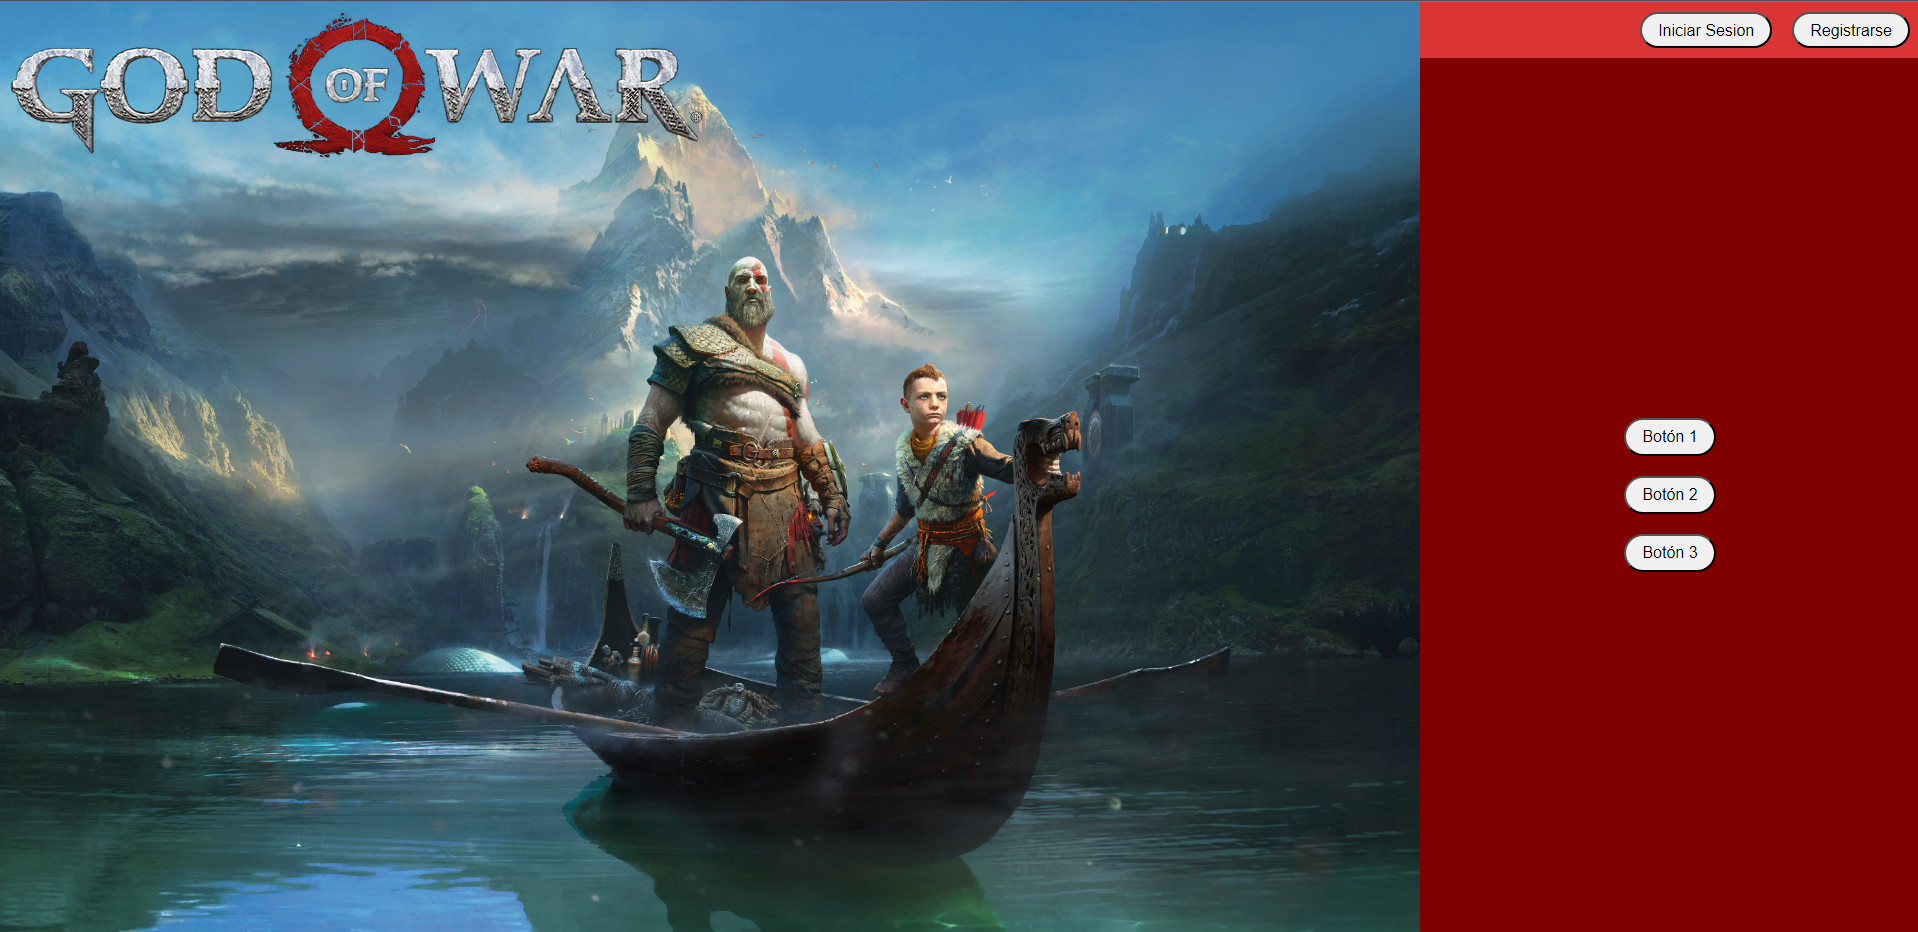 GOD OF WAR
Iniciar Sesion
Registrarse
Botón 1
Botón 2
Botón 3